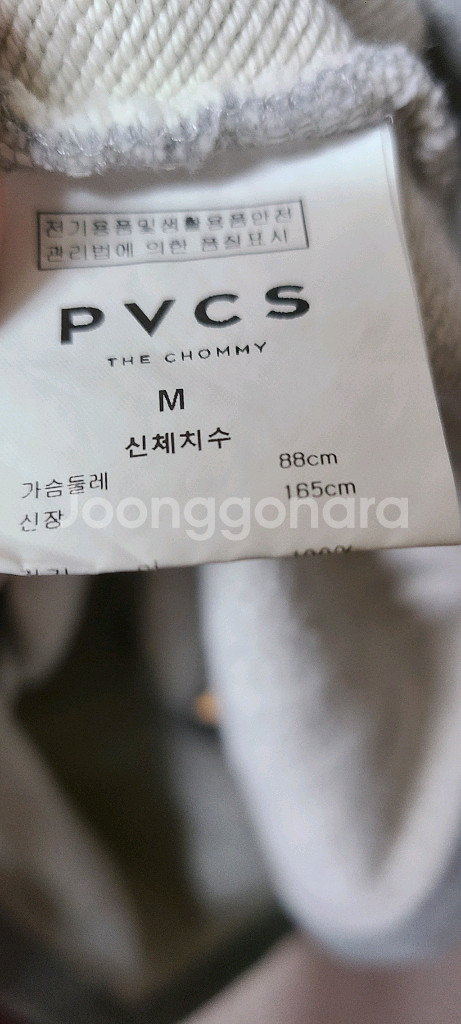 전기용품및생활용품안전
관리법에 의한 품질표시
PVCS
THE CHOMMY
M
신체치수
가슴둘레 88cm
신장 165cm
Joonggonara